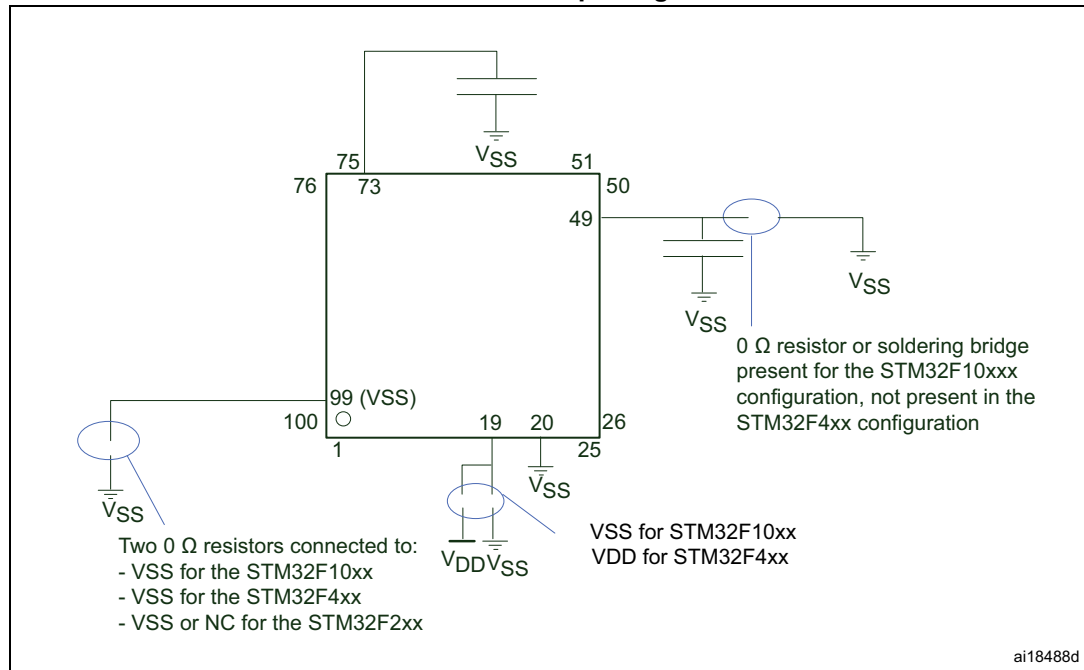 VSS
75
51
76
73
50
49
VSS
VSS
0 Ω resistor or soldering bridge
present for the STM32F10xxx
configuration, not present in the
STM32F4xx configuration
99 (VSS)
100
19
20
26
1
25
VSS
VSS
VDD VSS
VSS for STM32F10xx
VDD for STM32F4xx
Two 0 Ω resistors connected to:
- VSS for the STM32F10xx
- VSS for the STM32F4xx
- VSS or NC for the STM32F2xx
ai18488d